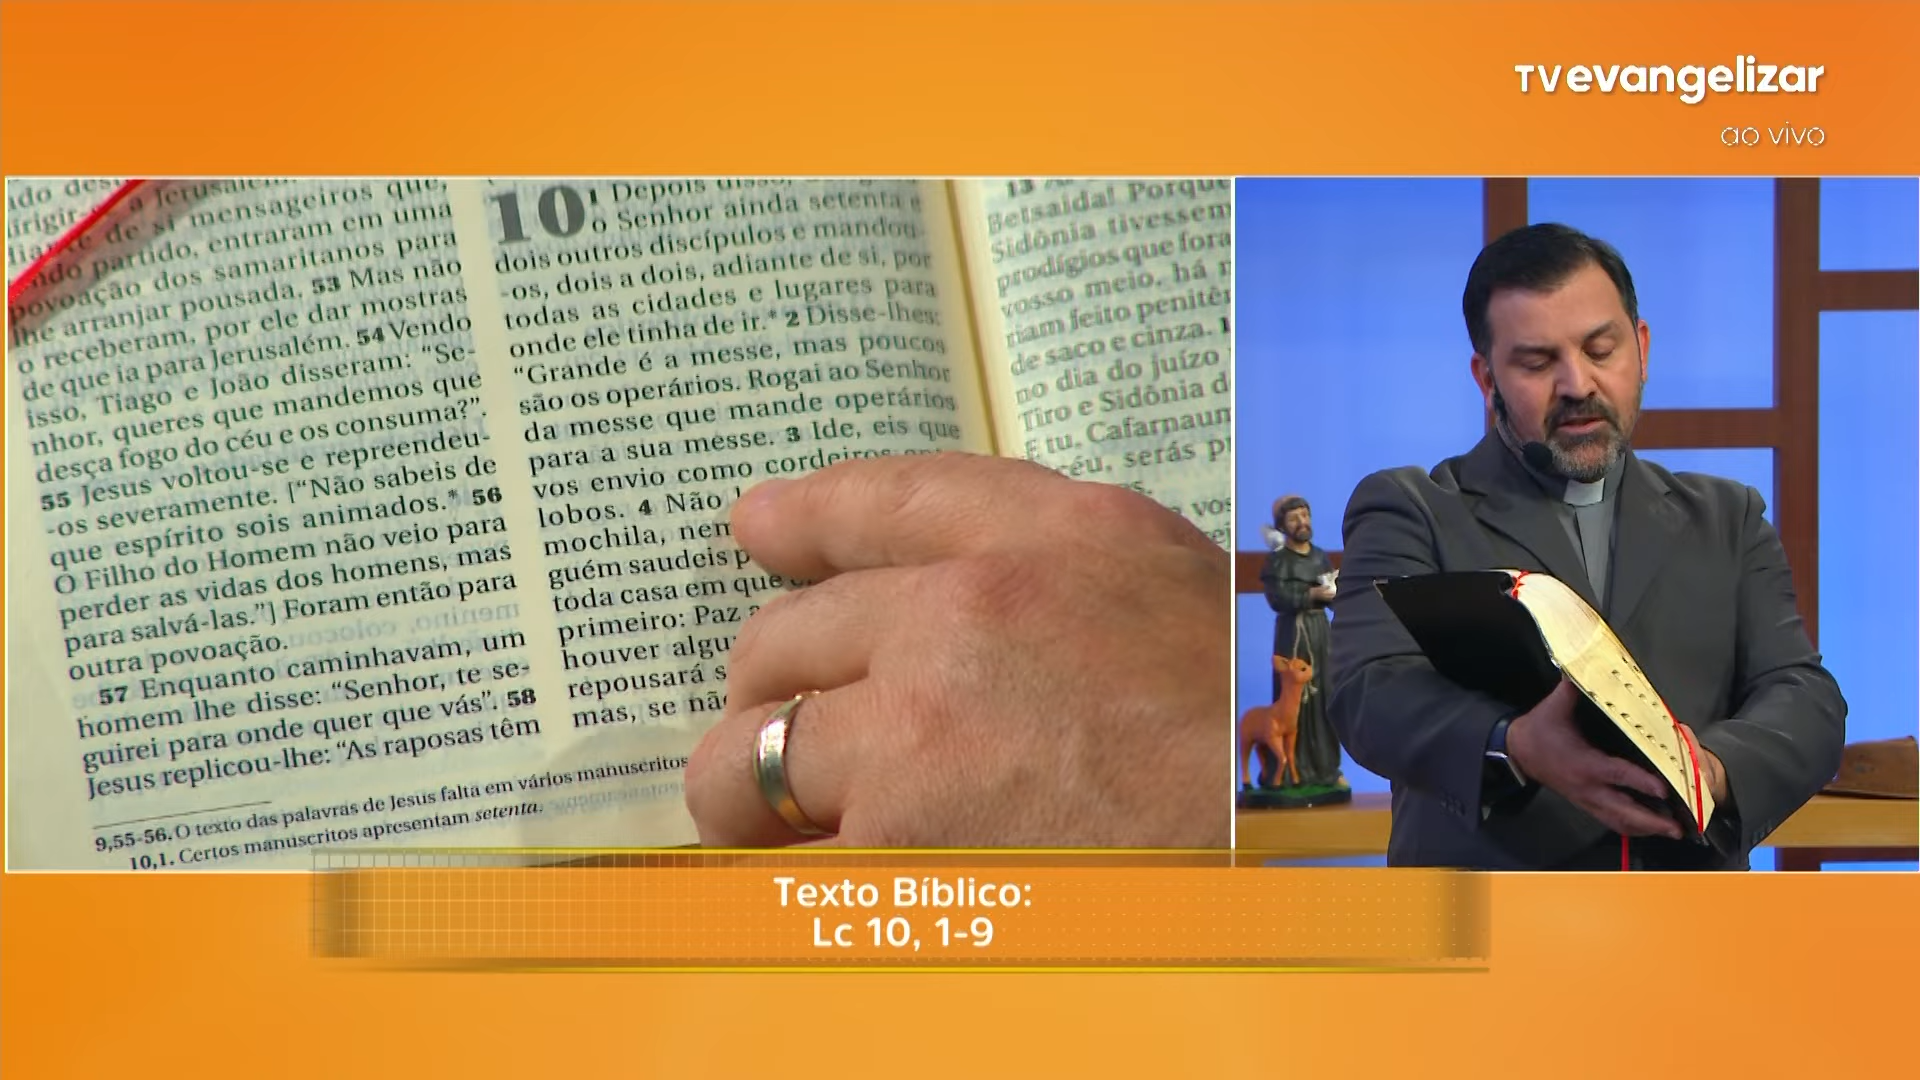 TVevangelizar
ao vivo
mensageiros que,
partido, entraram em uma
povoação dos samaritanos para
lhe arranjar pousada. 53 Mas não
o receberam, por ele dar mostras
de que ia para Jerusalém. 54 Vendo
isso, Tiago e João disseram: “Se-
nhor, queres que mandemos que
desça fogo do céu e os consuma?”.
55 Jesus voltou-se e repreendeu-
-os severamente. [“Não sabeis de
que espírito sois animados.* 56
O Filho do Homem não veio para
perder as vidas dos homens, mas
para salvá-las.”] Foram então para
outra povoação.
57 Enquanto caminhavam, um
homem lhe disse: “Senhor, te se-
guirei para onde quer que vás”. 58
Jesus replicou-lhe: “As raposas têm
9,55-56. O texto das palavras de Jesus falta em vários manuscritos
10,1. Certos manuscritos apresentam setenta.
10 1 Depois disso,
o Senhor ainda setenta e
dois outros discípulos e mandou-
-os, dois a dois, adiante de si, por
todas as cidades e lugares para
onde ele tinha de ir.* 2 Disse-lhes:
“Grande é a messe, mas poucos
são os operários. Rogai ao Senhor
da messe que mande operários
para a sua messe. 3 Ide, eis que
vos envio como cordeiros
lobos. 4 Não
mochila, nem
guém saudeis
toda casa em que
primeiro: Paz
houver
repousará
mas, se
Betsaida! Porque
Sidônia tivessem
prodígios que
vosso meio, há
feito
de saco e cinza.
no dia do juízo
Tiro e Sidônia
E tu, Cafarnaum
céu, serás
Texto Bíblico:
Lc 10, 1-9